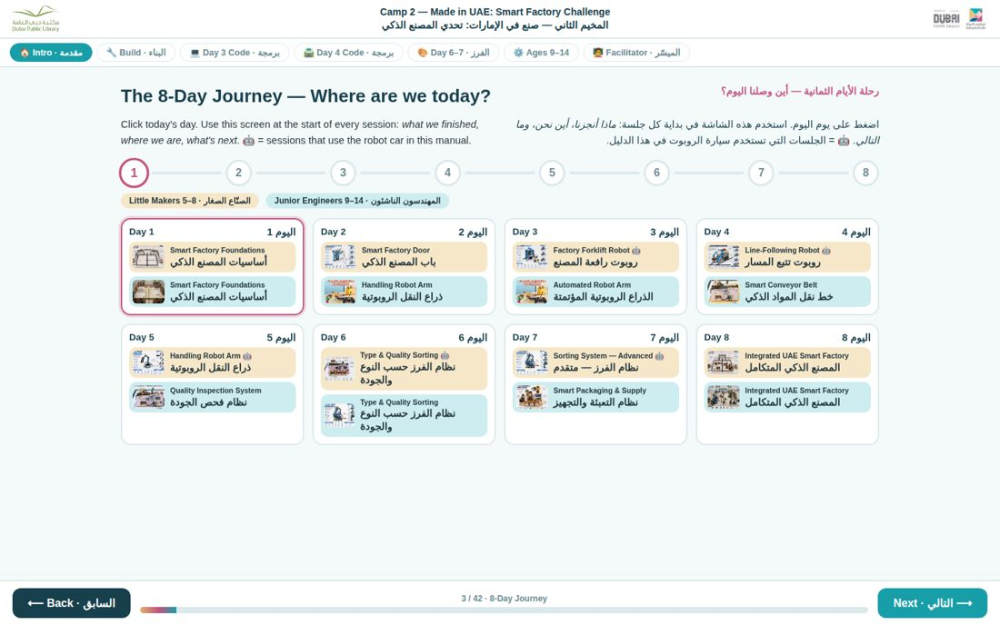 مكتبة دبي العامة
Dubai Public Library
Camp 2 — Made in UAE: Smart Factory Challenge
المخيم الثاني — صنع في الإمارات: تحدي المصنع الذكي
DUBAI
🏠 Intro · مقدمة
🔧 Build · البناء
💻 Day 3 Code · برمجة
🛣️ Day 4 Code · برمجة
🎨 Day 6–7 · الفرز
⚙️ Ages 9–14
🧑‍🏫 Facilitator · الميسّر
The 8-Day Journey — Where are we today?
رحلة الأيام الثمانية — أين وصلنا اليوم؟
Click today's day. Use this screen at the start of every session: what we finished,
where we are, what's next. 🤖 = sessions that use the robot car in this manual.
اضغط على يوم اليوم. استخدم هذه الشاشة في بداية كل جلسة: ماذا أنجزنا، أين نحن، وما
التالي. 🤖 = الجلسات التي تستخدم سيارة الروبوت في هذا الدليل.
1 2 3 4 5 6 7 8
Little Makers 5–8 · الصنّاع الصغار
Junior Engineers 9–14 · المهندسون الناشئون
Day 1 اليوم 1
Smart Factory Foundations
أساسيات المصنع الذكي
Smart Factory Foundations
أساسيات المصنع الذكي
Day 2 اليوم 2
Smart Factory Door
باب المصنع الذكي
Handling Robot Arm
ذراع النقل الروبوتية
Day 3 اليوم 3
Factory Forklift Robot 🤖
روبوت رافعة المصنع
Automated Robot Arm
الذراع الروبوتية المؤتمتة
Day 4 اليوم 4
Line-Following Robot 🤖
روبوت تتبع المسار
Smart Conveyor Belt
خط نقل المواد الذكي
Day 5 اليوم 5
Handling Robot Arm 🤖
ذراع النقل الروبوتية
Quality Inspection System
نظام فحص الجودة
Day 6 اليوم 6
Type & Quality Sorting 🤖
نظام الفرز حسب النوع
والجودة
Type & Quality Sorting
نظام الفرز حسب النوع
والجودة
Day 7 اليوم 7
Sorting System — Advanced 🤖
نظام الفرز — متقدم
Smart Packaging & Supply
نظام التعبئة والتجهيز
Day 8 اليوم 8
Integrated UAE Smart Factory
المصنع الذكي المتكامل
Integrated UAE Smart Factory
المصنع الذكي المتكامل
⟵ Back · السابق
3 / 42 · 8-Day Journey
Next · التالي ⟶